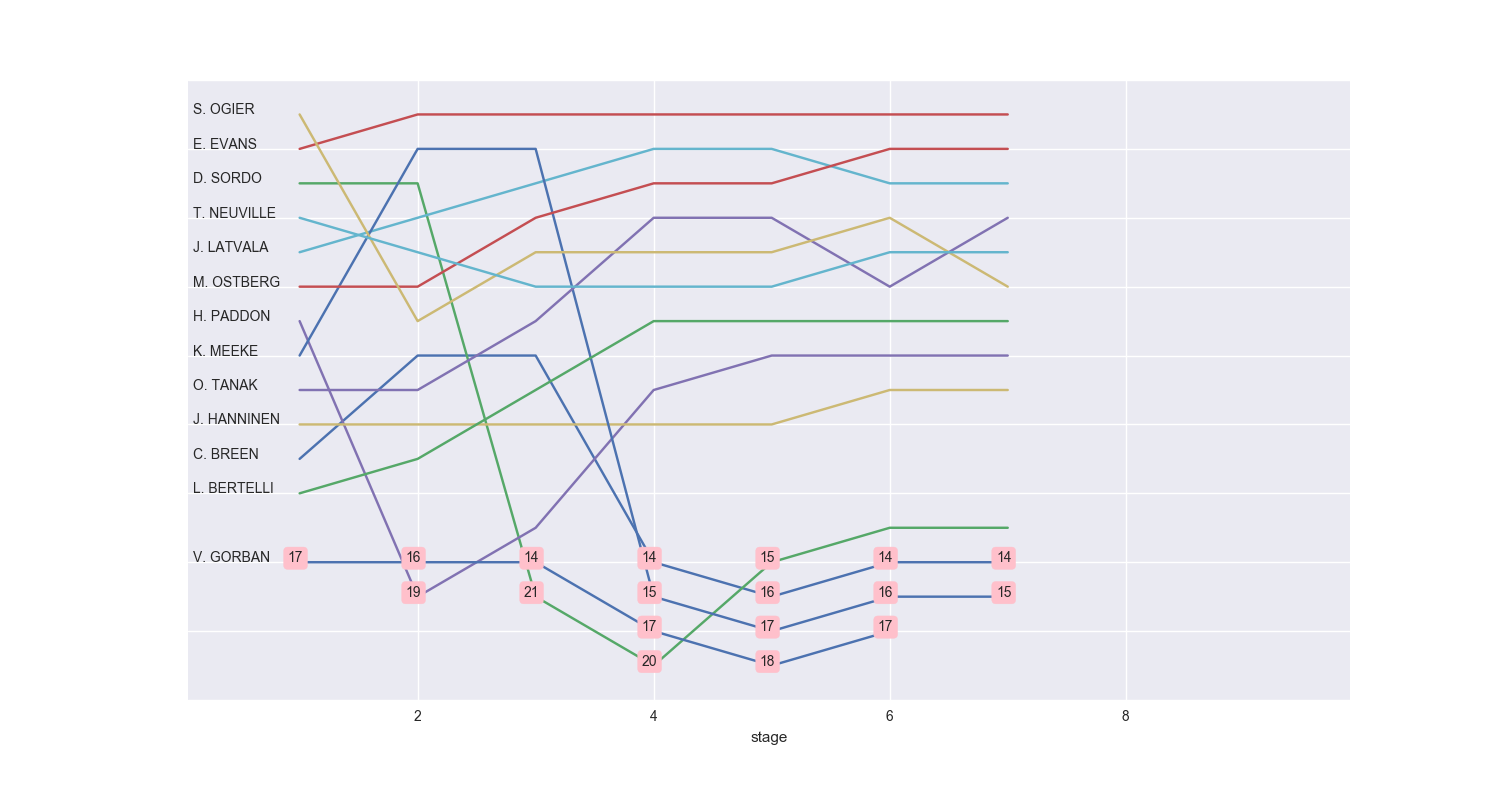 S. OGIER
E. EVANS
D. SORDO
T. NEUVILLE
J. LATVALA
M. OSTBERG
H. PADDON
K. MEEKE
O. TANAK
J. HANNINEN
C. BREEN
L. BERTELLI
V. GORBAN 17 16 14 14 15 14 14
19 21 15 16 16 15
17 17 17
20 18
2 4 6 8
stage